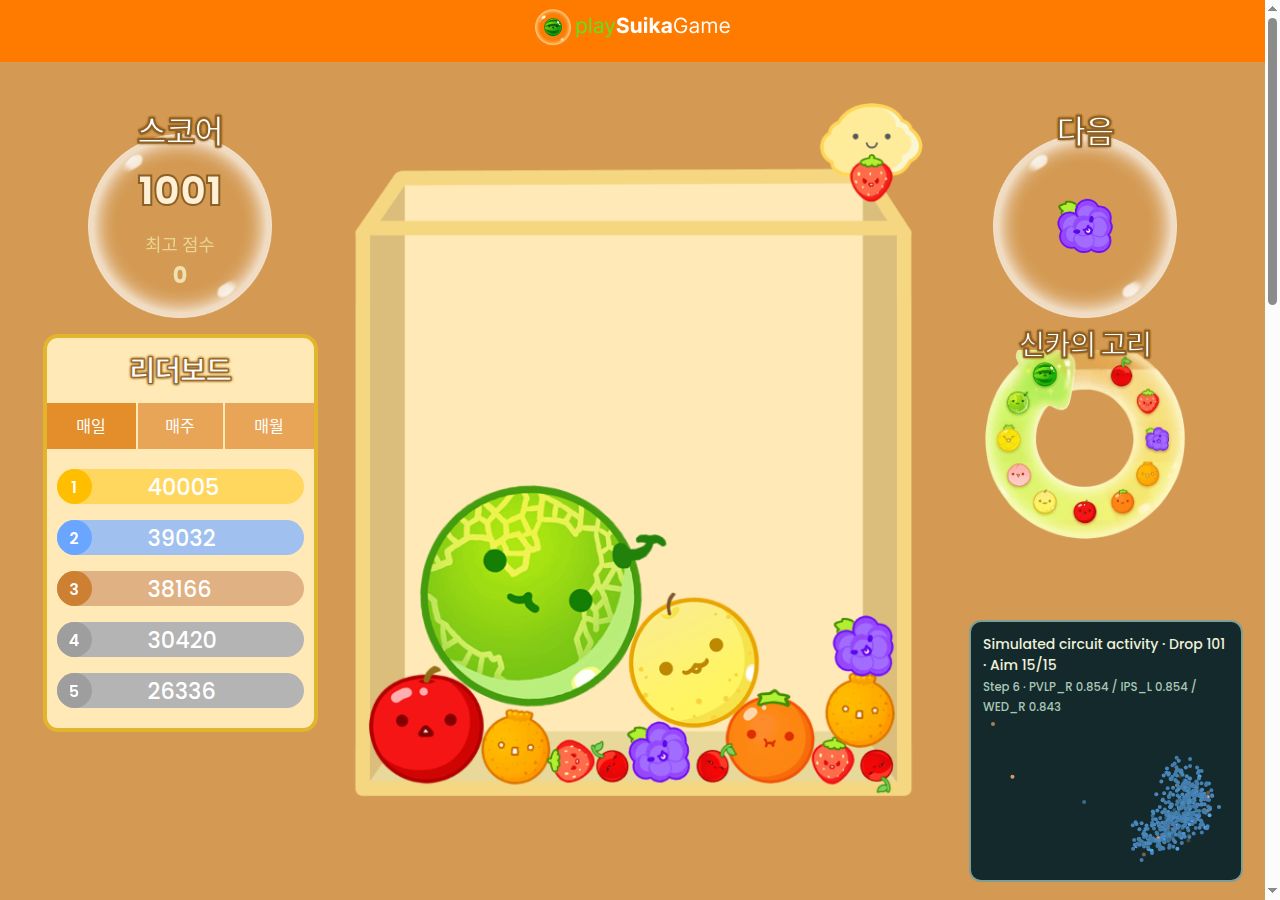 playSuikaGame
스코어
1001
최고 점수
0
다음
신카의 고리
리더보드
매일 매주 매월
1 40005
2 39032
3 38166
4 30420
5 26336
Simulated circuit activity · Drop 101
· Aim 15/15
Step 6 · PVLP_R 0.854 / IPS_L 0.854 /
WED_R 0.843